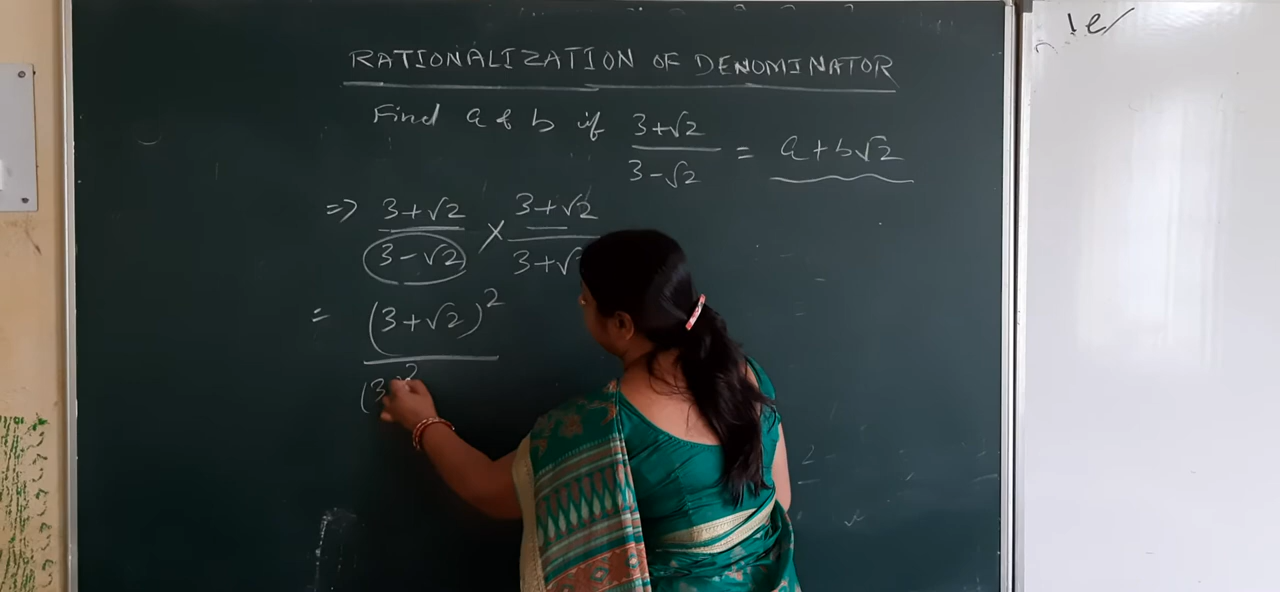 RATIONALIZATION OF DENOMINATOR
Find a & b if 3+√2 / 3-√2 = a+b√2
=> 3+√2 / 3-√2 × 3+√2 / 3+√
= (3+√2)² / (3)²